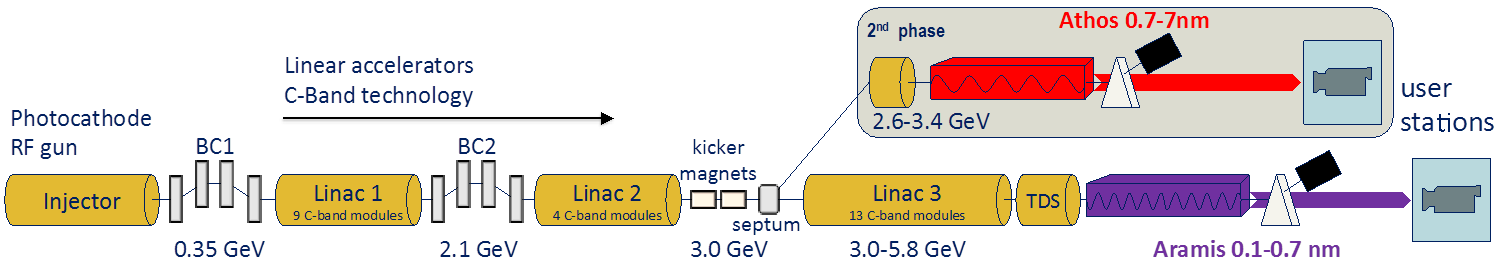 Photocathode
RF gun
Injector
BC1
0.35 GeV
Linear accelerators
C-Band technology
Linac 1
9 C-band modules
BC2
2.1 GeV
Linac 2
4 C-band modules
kicker
magnets
septum
3.0 GeV
2nd phase
Athos 0.7-7nm
2.6-3.4 GeV
user
stations
Linac 3
13 C-band modules
3.0-5.8 GeV
TDS
Aramis 0.1-0.7 nm